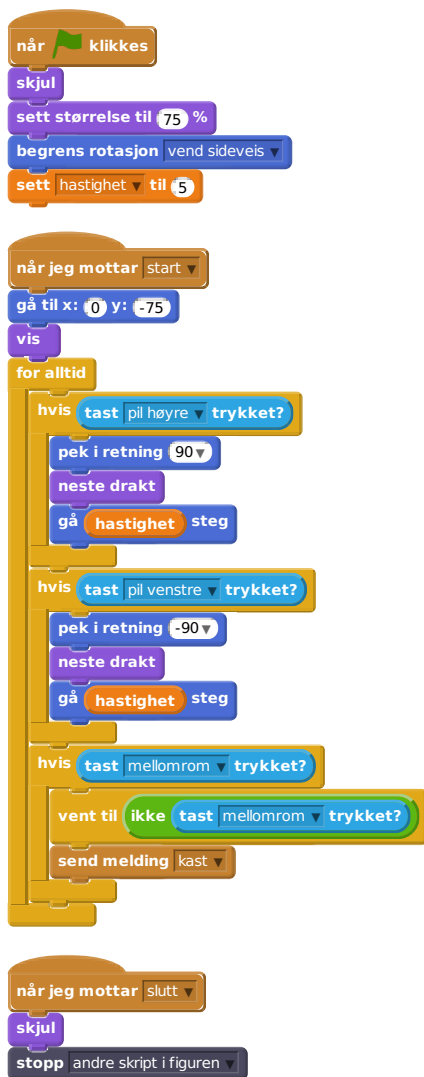 når klikkes
skjul
sett størrelse til 75 %
begrens rotasjon vend sideveis
sett hastighet til 5
når jeg mottar start
gå til x: 0 y: -75
vis
for alltid
hvis tast pil høyre trykket?
pek i retning 90
neste drakt
gå hastighet steg
hvis tast pil venstre trykket?
pek i retning -90
neste drakt
gå hastighet steg
hvis tast mellomrom trykket?
vent til ikke tast mellomrom trykket?
send melding kast
når jeg mottar slutt
skjul
stopp andre skript i figuren